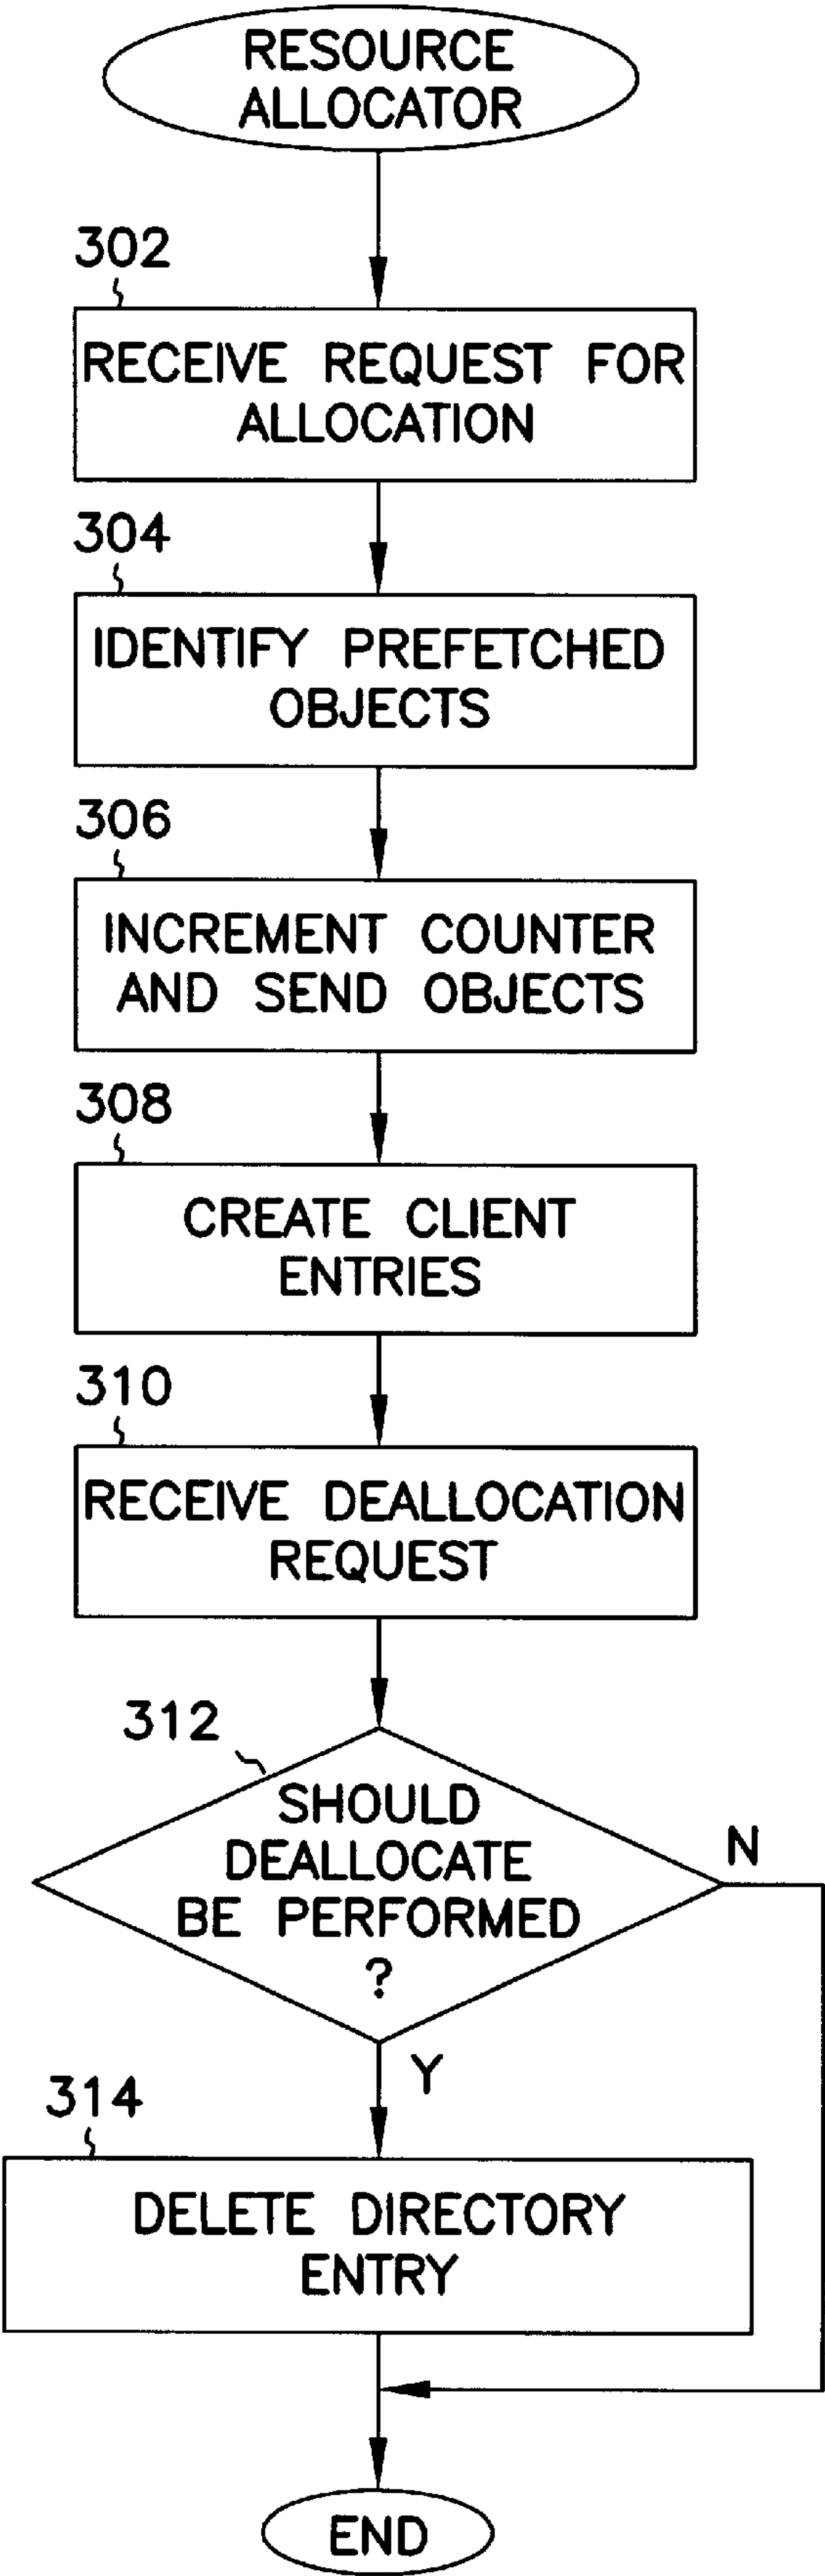 RESOURCE
ALLOCATOR
302
RECEIVE REQUEST FOR
ALLOCATION
304
IDENTIFY PREFETCHED
OBJECTS
306
INCREMENT COUNTER
AND SEND OBJECTS
308
CREATE CLIENT
ENTRIES
310
RECEIVE DEALLOCATION
REQUEST
312
SHOULD
DEALLOCATE
BE PERFORMED
?
N
Y
314
DELETE DIRECTORY
ENTRY
END